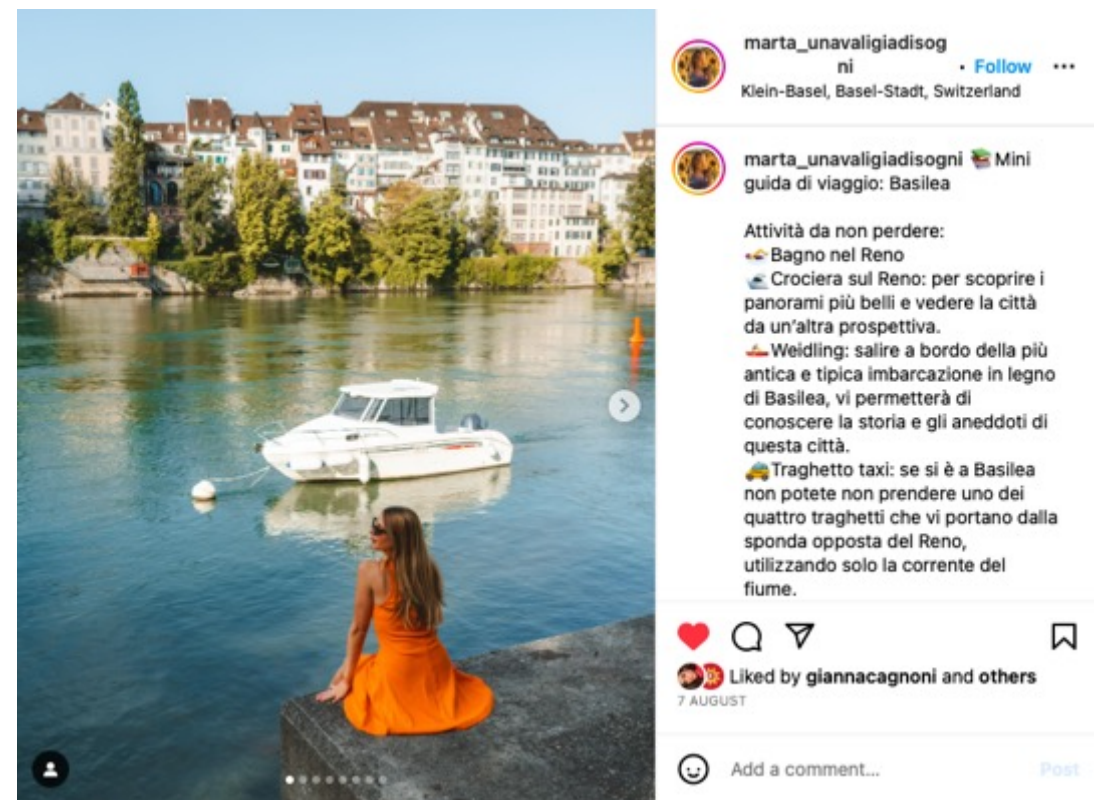 marta_unavaligiadisog
ni • Follow •••
Klein-Basel, Basel-Stadt, Switzerland
marta_unavaligiadisogni 📚Mini
guida di viaggio: Basilea
Attività da non perdere:
🏊Bagno nel Reno
🛥️Crociera sul Reno: per scoprire i
panorami più belli e vedere la città
da un'altra prospettiva.
🚣Weidling: salire a bordo della più
antica e tipica imbarcazione in legno
di Basilea, vi permetterà di
conoscere la storia e gli aneddoti di
questa città.
🚕Traghetto taxi: se si è a Basilea
non potete non prendere uno dei
quattro traghetti che vi portano dalla
sponda opposta del Reno,
utilizzando solo la corrente del
fiume.
Liked by giannacagnoni and others
7 AUGUST
Add a comment...
Post